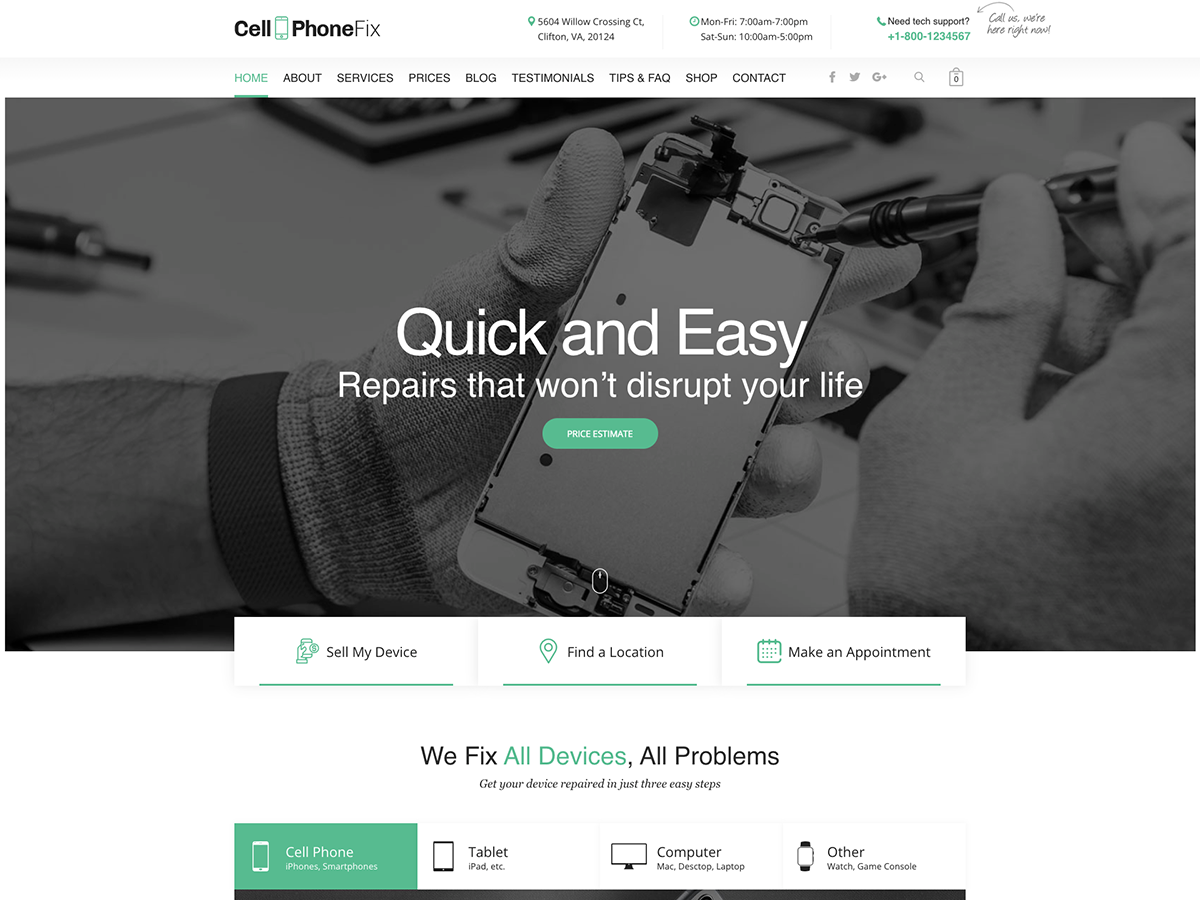 Cell PhoneFix
5604 Willow Crossing Ct,
Clifton, VA, 20124
Mon-Fri: 7:00am-7:00pm
Sat-Sun: 10:00am-5:00pm
Need tech support?
+1-800-1234567
Call us, we're
here right now!
HOME ABOUT SERVICES PRICES BLOG TESTIMONIALS TIPS & FAQ SHOP CONTACT
0
Quick and Easy
Repairs that won't disrupt your life
PRICE ESTIMATE
Sell My Device
Find a Location
Make an Appointment
We Fix All Devices, All Problems
Get your device repaired in just three easy steps
Cell Phone
iPhones, Smartphones
Tablet
iPad, etc.
Computer
Mac, Desctop, Laptop
Other
Watch, Game Console